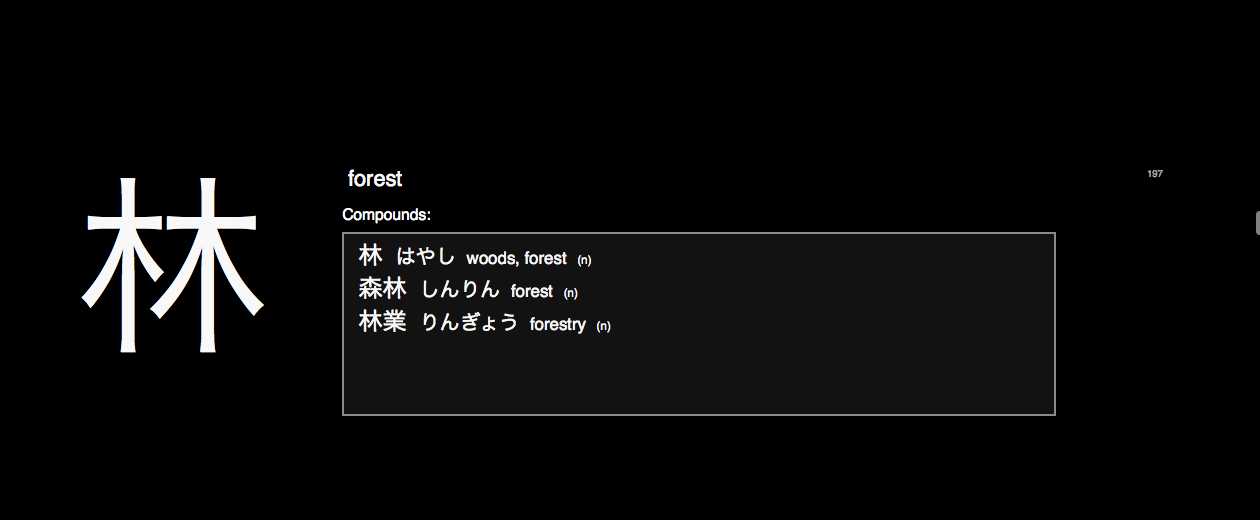 林
forest
197
Compounds:
林 はやし woods, forest (n)
森林 しんりん forest (n)
林業 りんぎょう forestry (n)